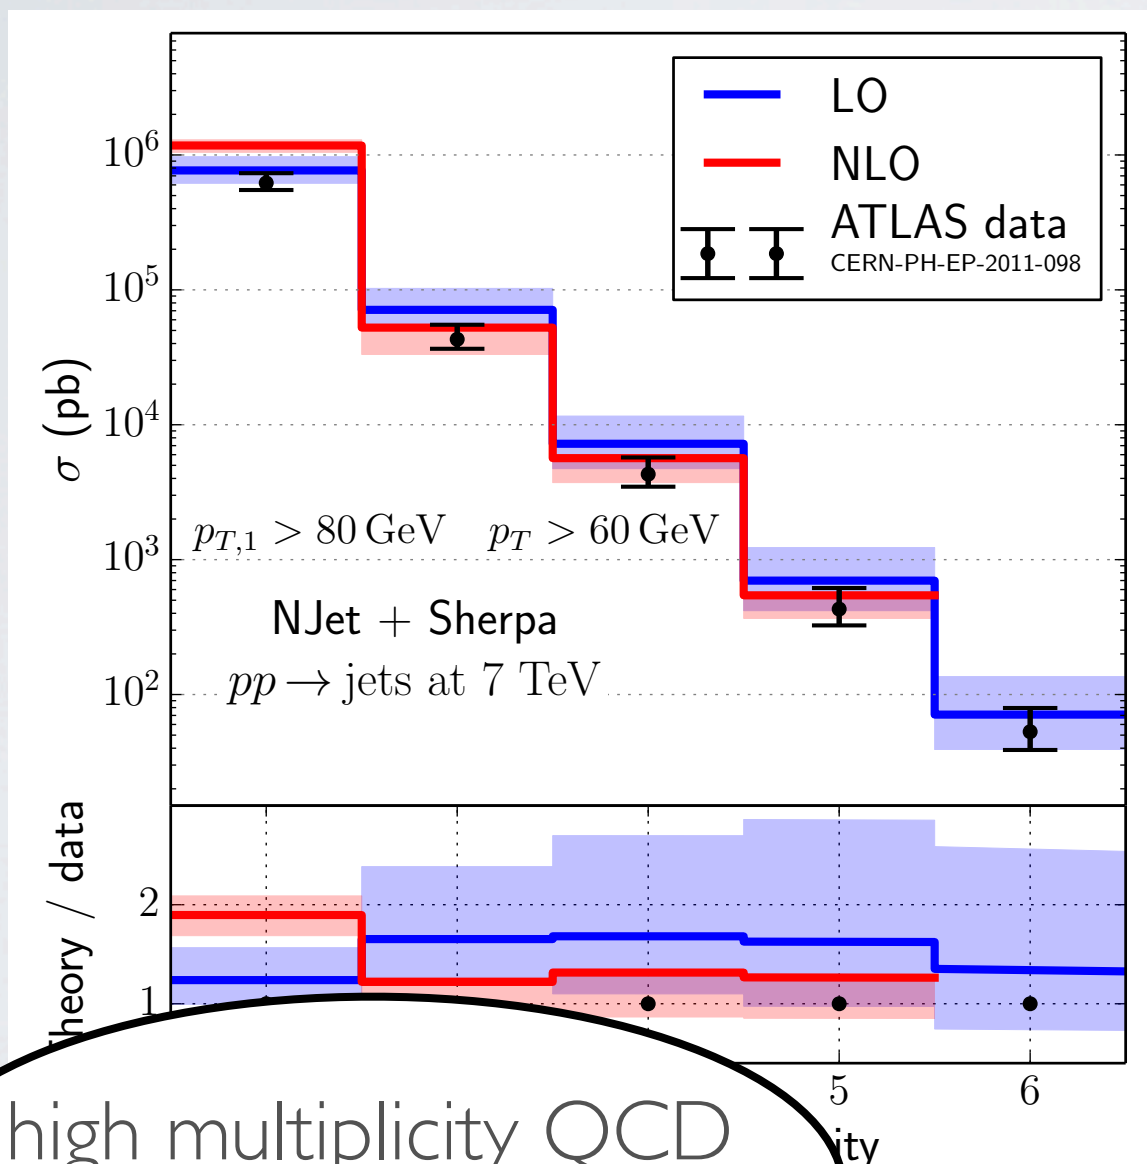 LO
NLO
ATLAS data
CERN-PH-EP-2011-098
10^6
10^5
σ (pb)
10^4
p_{T,1} > 80 GeV p_T > 60 GeV
10^3
NJet + Sherpa
pp → jets at 7 TeV
10^2
/ data
2
1
5 6
high multiplicity QCD